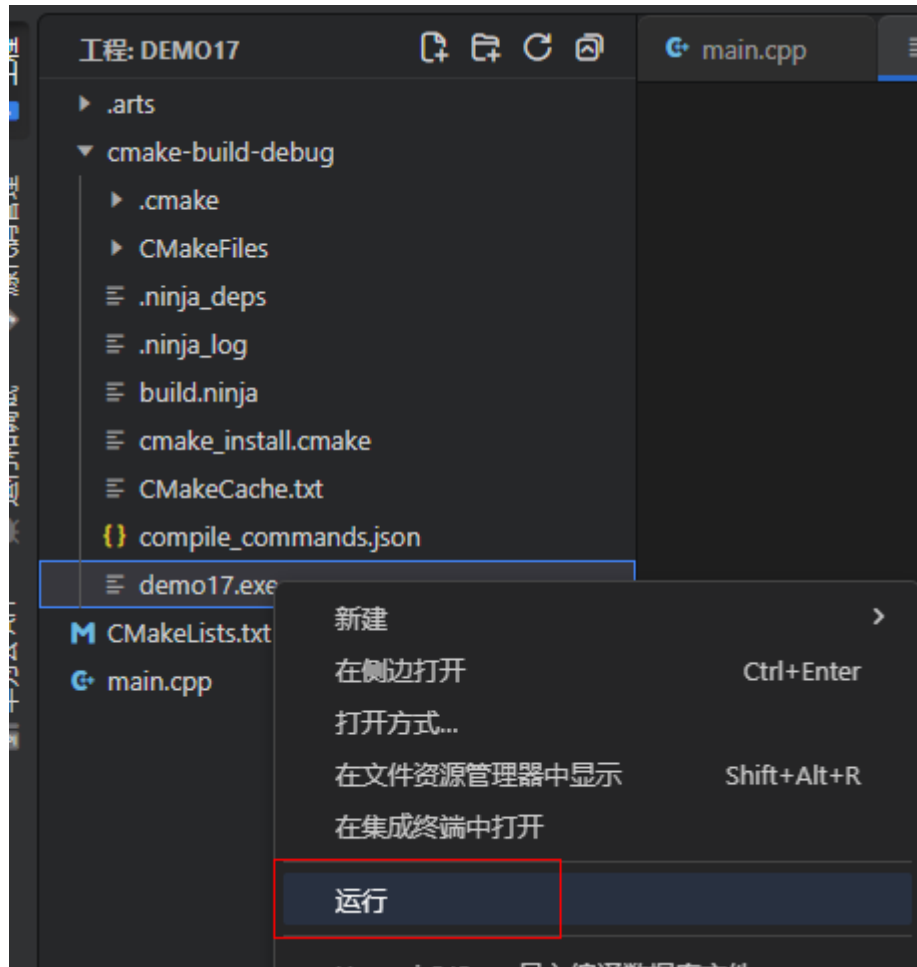 工程: DEMO17
main.cpp
.arts
cmake-build-debug
.cmake
CMakeFiles
.ninja_deps
.ninja_log
build.ninja
cmake_install.cmake
CMakeCache.txt
compile_commands.json
demo17.exe
CMakeLists.txt
main.cpp
新建
在侧边打开 Ctrl+Enter
打开方式...
在文件资源管理器中显示 Shift+Alt+R
在集成终端中打开
运行